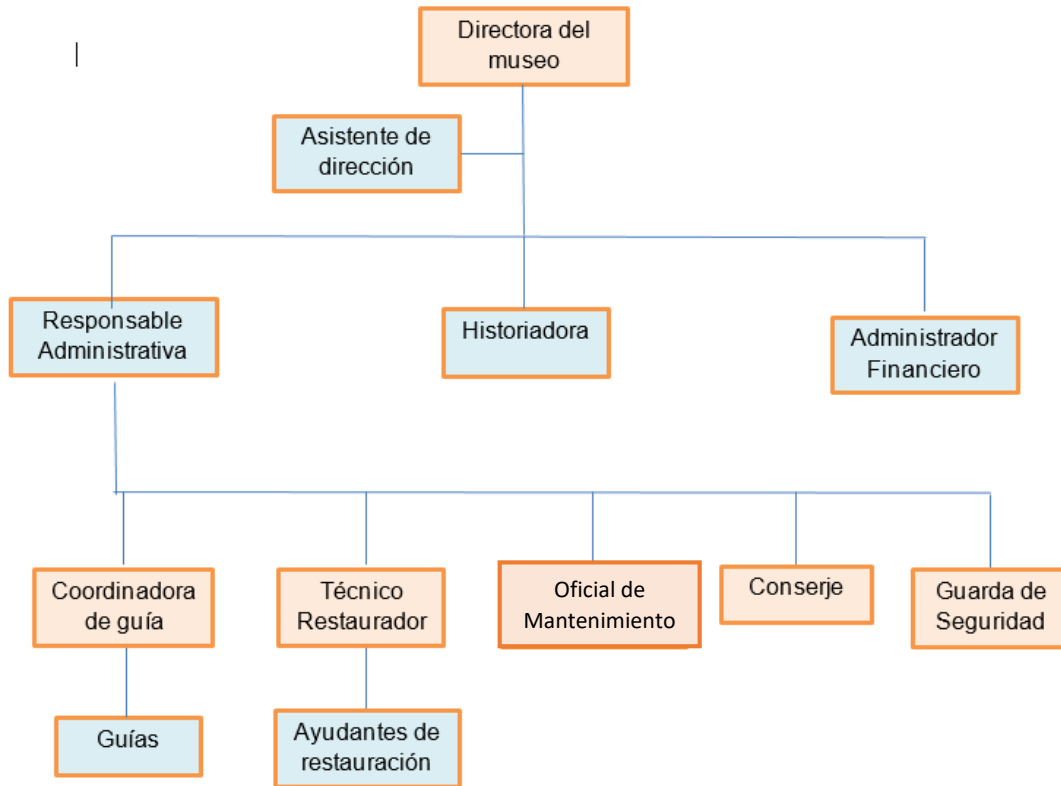 Directora del
museo
Asistente de
dirección
Responsable
Administrativa
Historiadora
Administrador
Financiero
Coordinadora
de guía
Técnico
Restaurador
Oficial de
Mantenimiento
Conserje
Guarda de
Seguridad
Guías
Ayudantes de
restauración